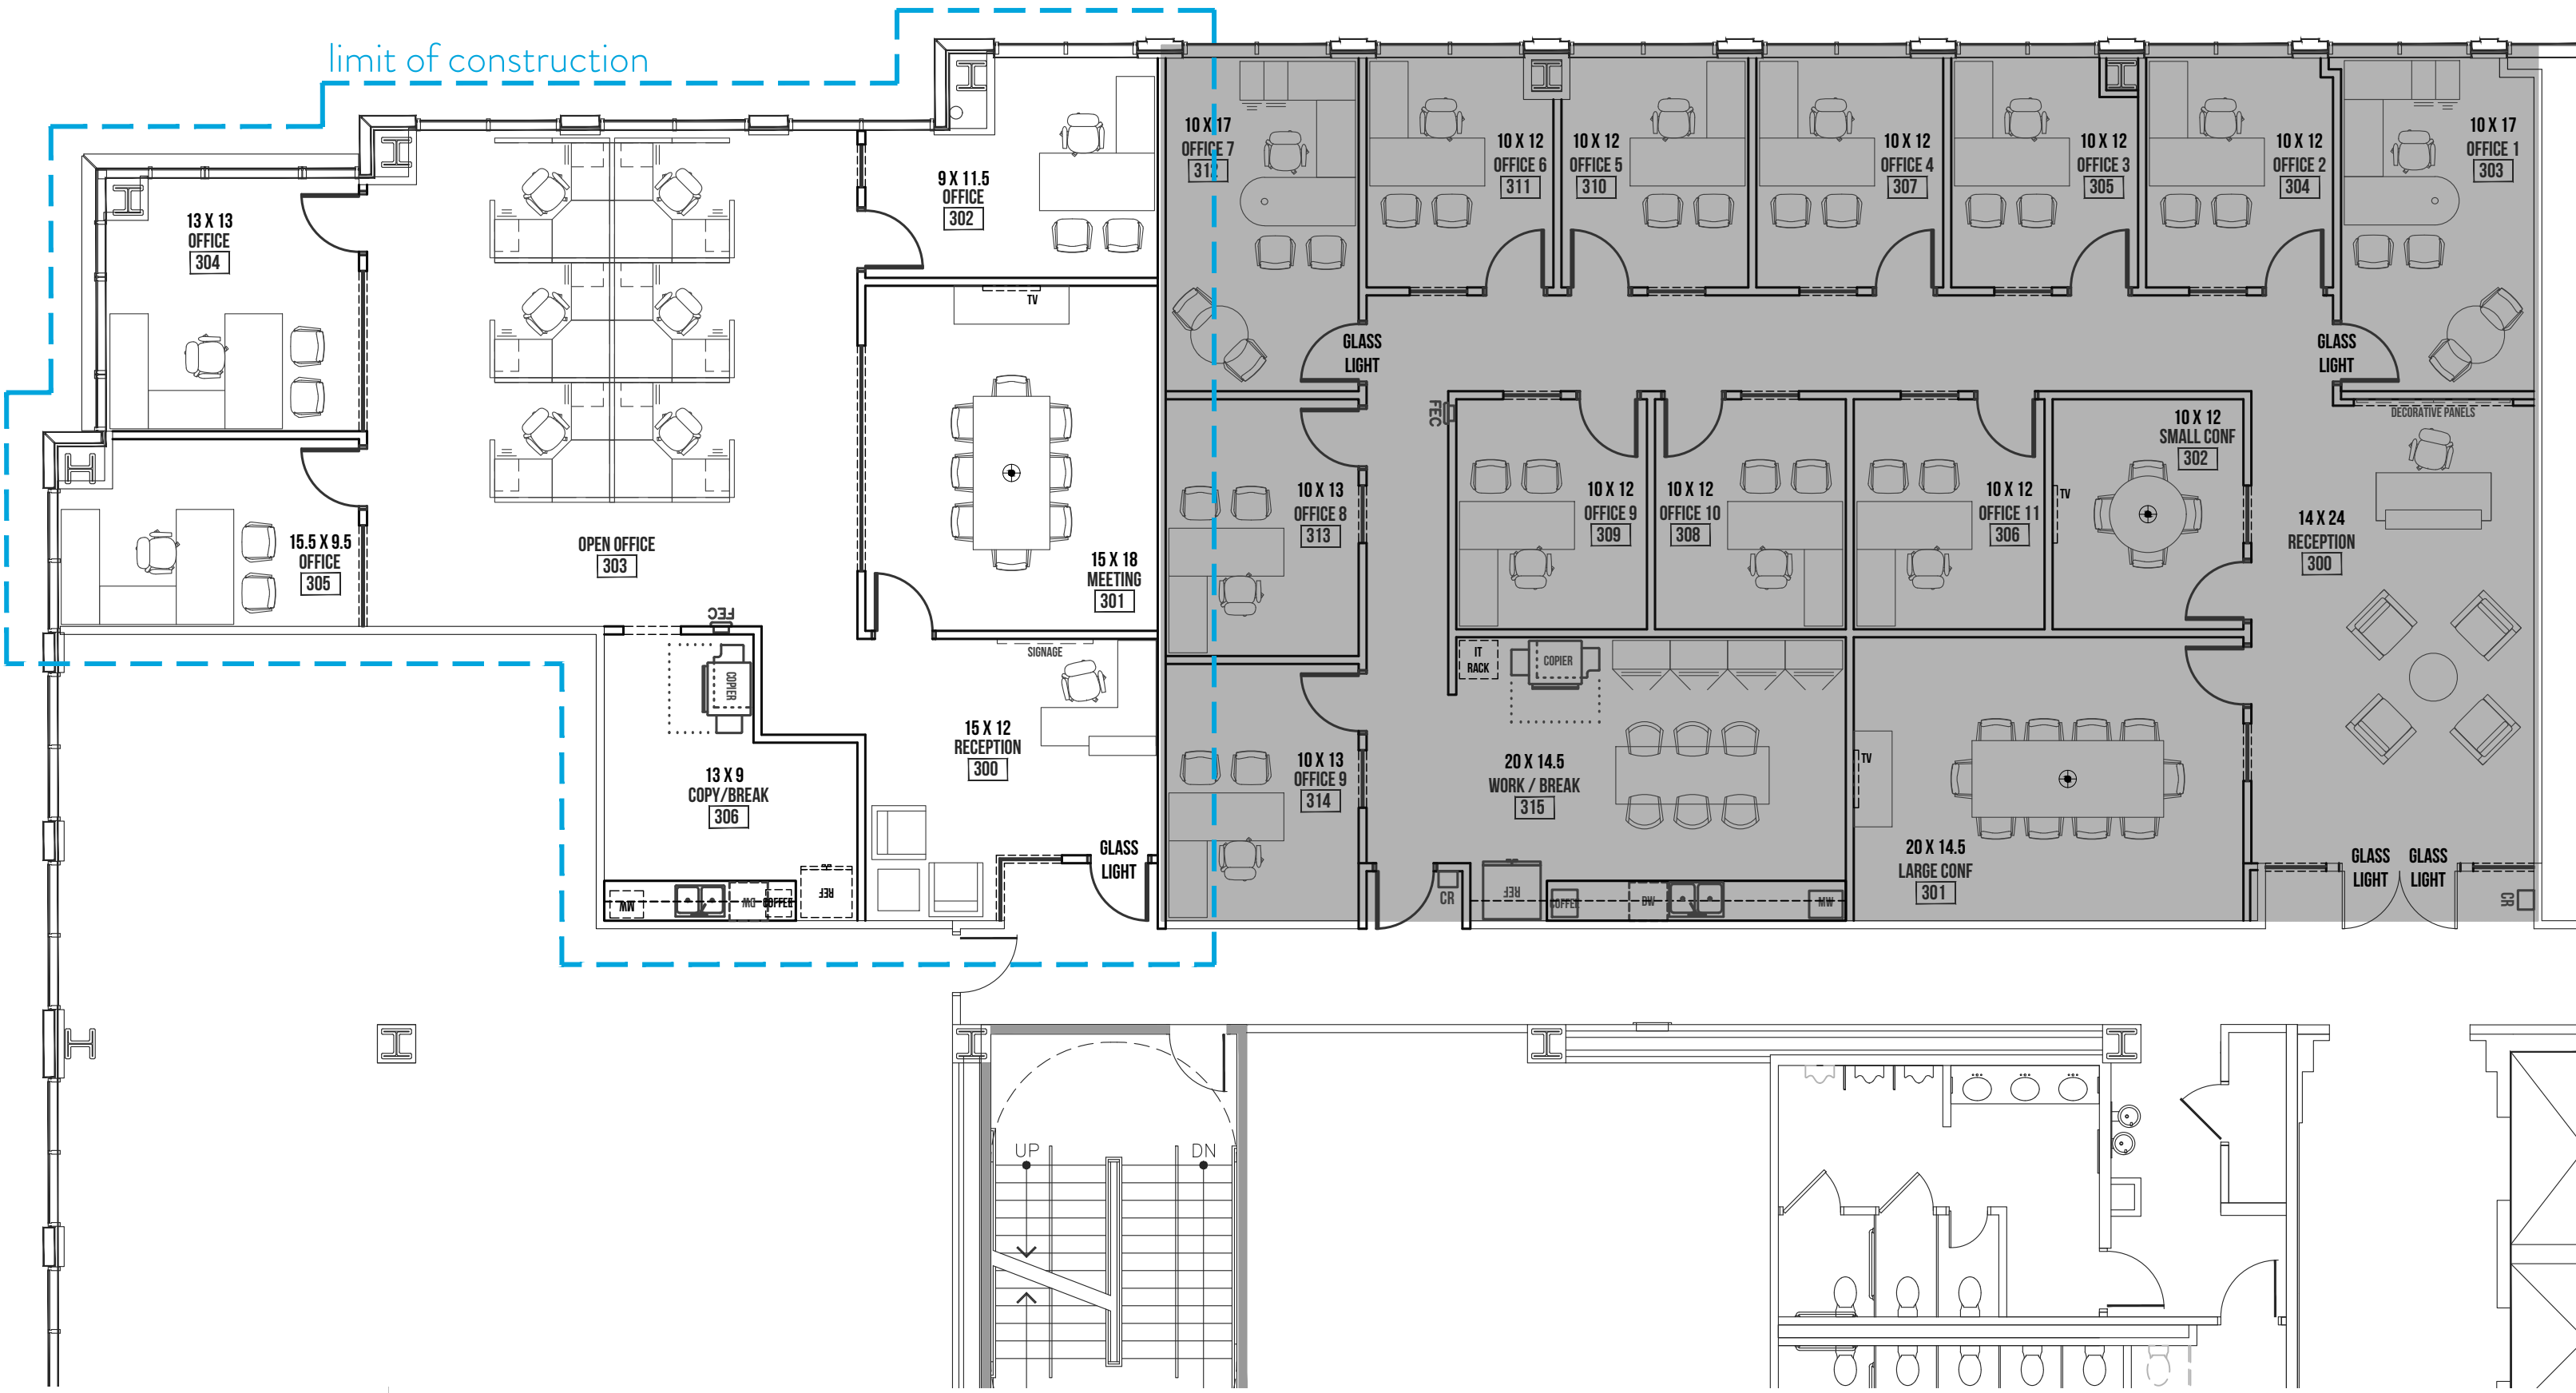 limit of construction
13 X 13
OFFICE
304
15.5 X 9.5
OFFICE
305
OPEN OFFICE
303
9 X 11.5
OFFICE
302
TV
15 X 18
MEETING
301
FEC
COPIER
13 X 9
COPY/BREAK
306
MW
DW
COFFEE
REF
SIGNAGE
15 X 12
RECEPTION
300
GLASS
LIGHT
10 X 17
OFFICE 7
312
10 X 12
OFFICE 6
311
10 X 12
OFFICE 5
310
10 X 12
OFFICE 4
307
10 X 12
OFFICE 3
305
10 X 12
OFFICE 2
304
10 X 17
OFFICE 1
303
GLASS
LIGHT
GLASS
LIGHT
DECORATIVE PANELS
FEC
10 X 13
OFFICE 8
313
10 X 12
OFFICE 9
309
10 X 12
OFFICE 10
308
10 X 12
OFFICE 11
306
10 X 12
SMALL CONF
302
TV
14 X 24
RECEPTION
300
10 X 13
OFFICE 9
314
IT
RACK
COPIER
20 X 14.5
WORK / BREAK
315
CR
REF
COFFEE
DW
MW
TV
20 X 14.5
LARGE CONF
301
GLASS
LIGHT
GLASS
LIGHT
CR
UP
DN